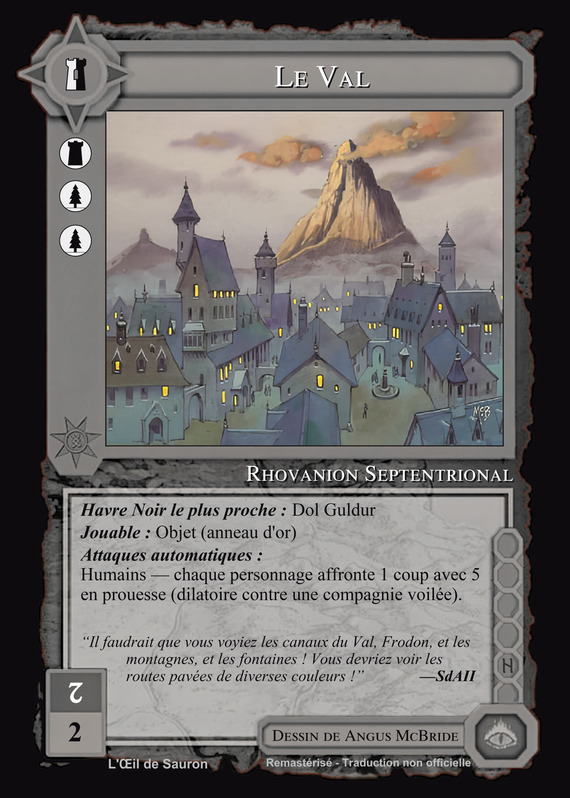 Le Val
McB
Rhovanion Septentrional
Havre Noir le plus proche : Dol Guldur
Jouable : Objet (anneau d'or)
Attaques automatiques :
Humains — chaque personnage affronte 1 coup avec 5
en prouesse (dilatoire contre une compagnie voilée).
“Il faudrait que vous voyiez les canaux du Val, Frodon, et les
montagnes, et les fontaines ! Vous devriez voir les
routes pavées de diverses couleurs !” —SdAII
2
2
Dessin de Angus McBride
L'Œil de Sauron
Remastérisé - Traduction non officielle